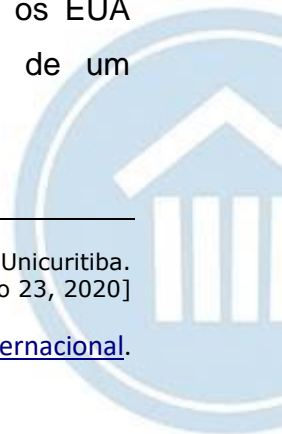 os EUA
de um
Unicuritiba.
o 23, 2020]
ernacional.